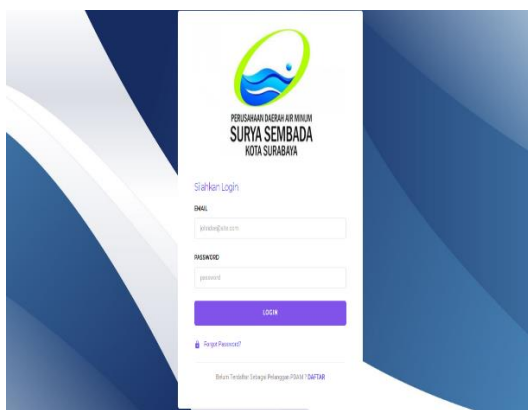 PERUSAHAAN DAERAH AIR MINUM
SURYA SEMBADA
KOTA SURABAYA
Silahkan Login
EMAIL
PASSWORD
password
LOGIN
Forgot Password?
Belum Terdaftar Sebagai Pelanggan PDAM ? DAFTAR